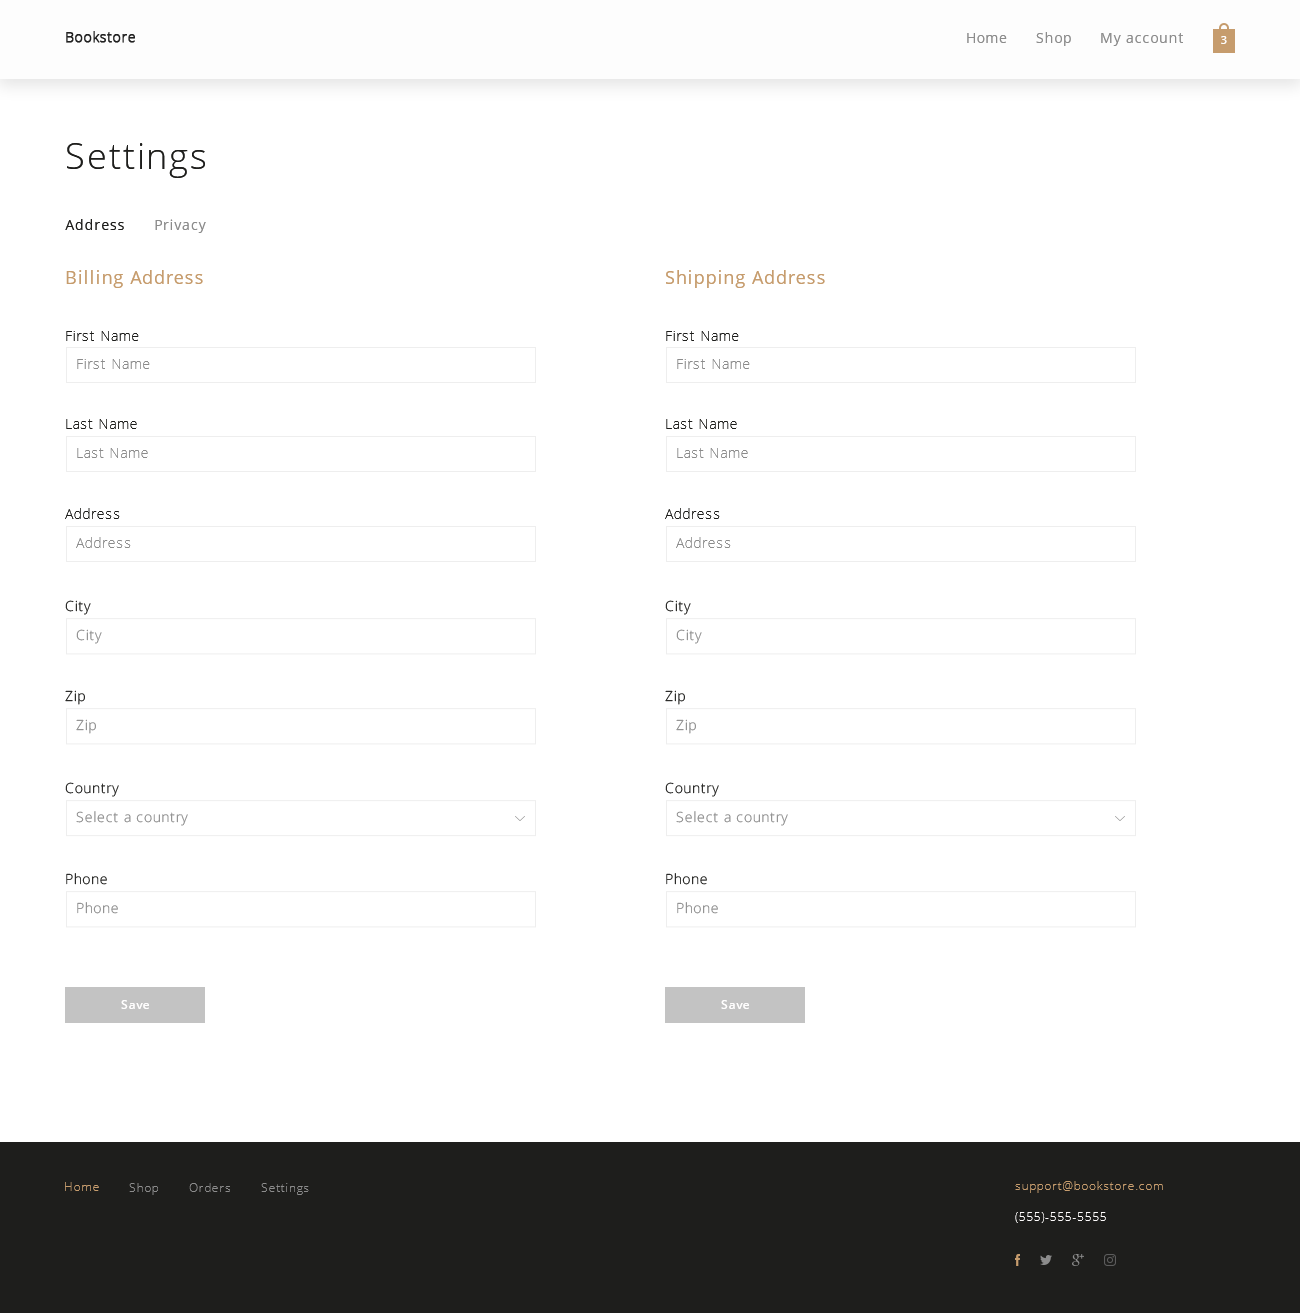 Bookstore
Home Shop My account 3
Settings
Address Privacy
Billing Address
First Name
First Name
Last Name
Last Name
Address
Address
City
City
Zip
Zip
Country
Select a country
Phone
Phone
Save
Shipping Address
First Name
First Name
Last Name
Last Name
Address
Address
City
City
Zip
Zip
Country
Select a country
Phone
Phone
Save
Home Shop Orders Settings
support@bookstore.com
(555)-555-5555